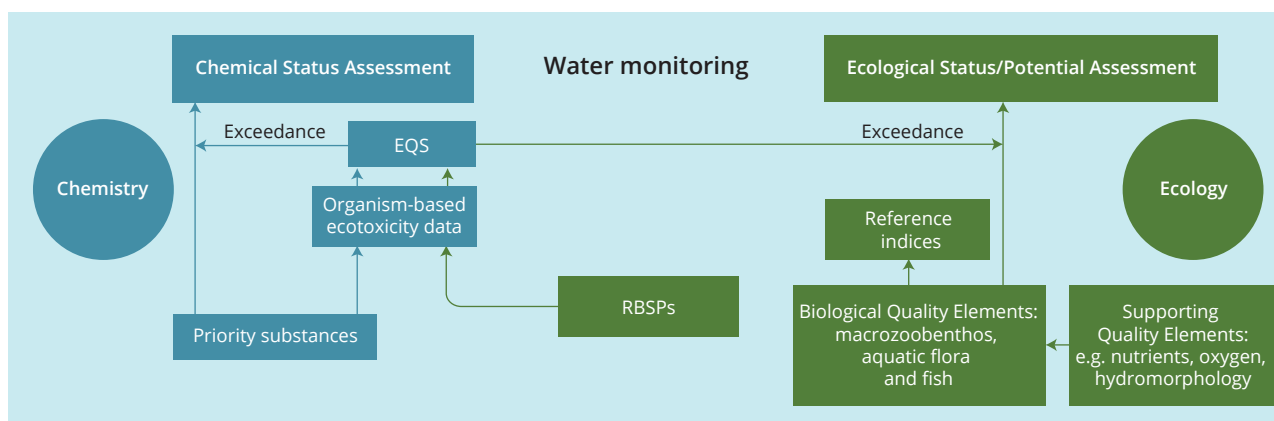 Water monitoring
Chemical Status Assessment
Ecological Status/Potential Assessment
Exceedance
EQS
Exceedance
Chemistry
Organism-based
ecotoxicity data
Reference
indices
Ecology
Priority substances
RBSPs
Biological Quality Elements:
macrozoobenthos,
aquatic flora
and fish
Supporting
Quality Elements:
e.g. nutrients, oxygen,
hydromorphology